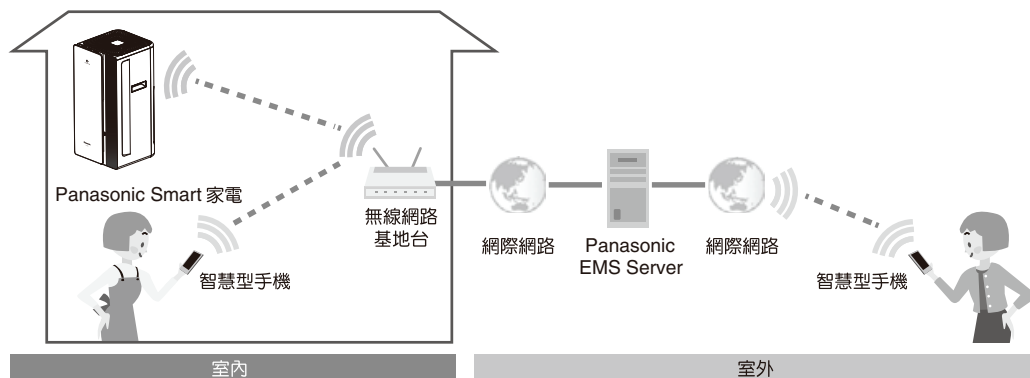 Panasonic Smart 家電
無線網路
基地台
智慧型手機
網際網路
Panasonic
EMS Server
網際網路
智慧型手機
室內
室外